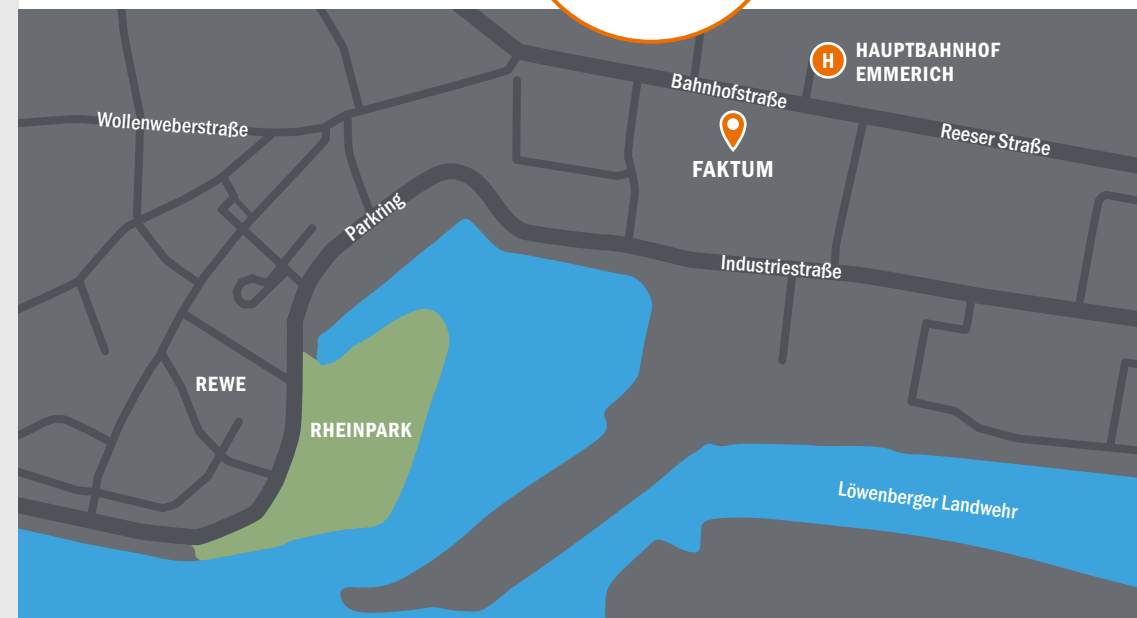 HAUPTBAHNHOF
EMMERICH
H
Bahnhofstraße
Wollenweberstraße
Reeser Straße
FAKTUM
Parkring
Industriestraße
REWE
RHEINPARK
Löwenberger Landwehr